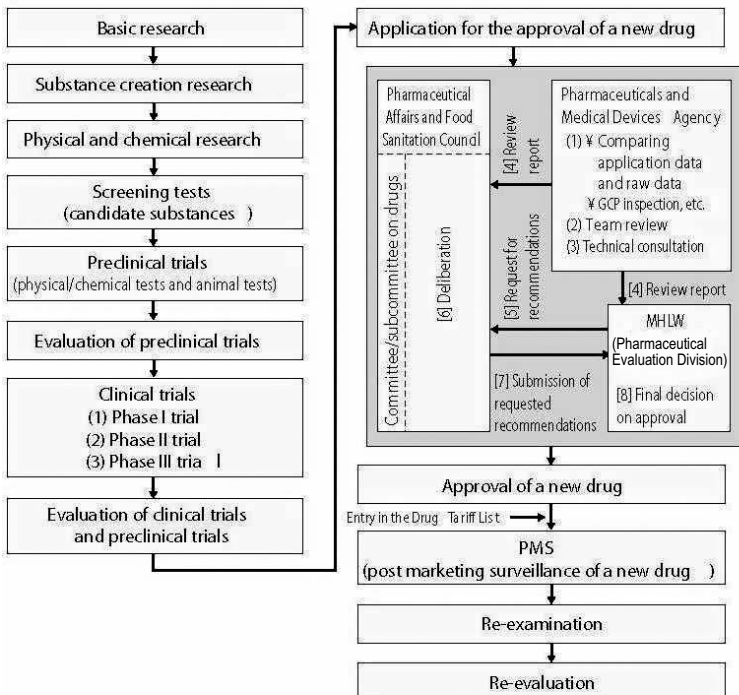 Basic research
Substance creation research
Physical and chemical research
Screening tests
(candidate substances )
Preclinical trials
(physical/chemical tests and animal tests)
Evaluation of preclinical trials
Clinical trials
(1) Phase I trial
(2) Phase II trial
(3) Phase III tria l
Evaluation of clinical trials
and preclinical trials
Application for the approval of a new drug
Pharmaceutical
Affairs and Food
Sanitation Council
Committee/subcommittee on drugs
[6] Deliberation
[4] Review
report
[5] Request for
recommendations
Pharmaceuticals and
Medical Devices Agency
(1) ¥ Comparing
application data
and raw data
¥ GCP inspection, etc.
(2) Team review
(3) Technical consultation
[4] Review report
MHLW
(Pharmaceutical
Evaluation Division)
[8] Final decision
on approval
[7] Submission of
requested
recommendations
Approval of a new drug
Entry in the Drug Tariff List
PMS
(post marketing surveillance of a new drug )
Re-examination
Re-evaluation